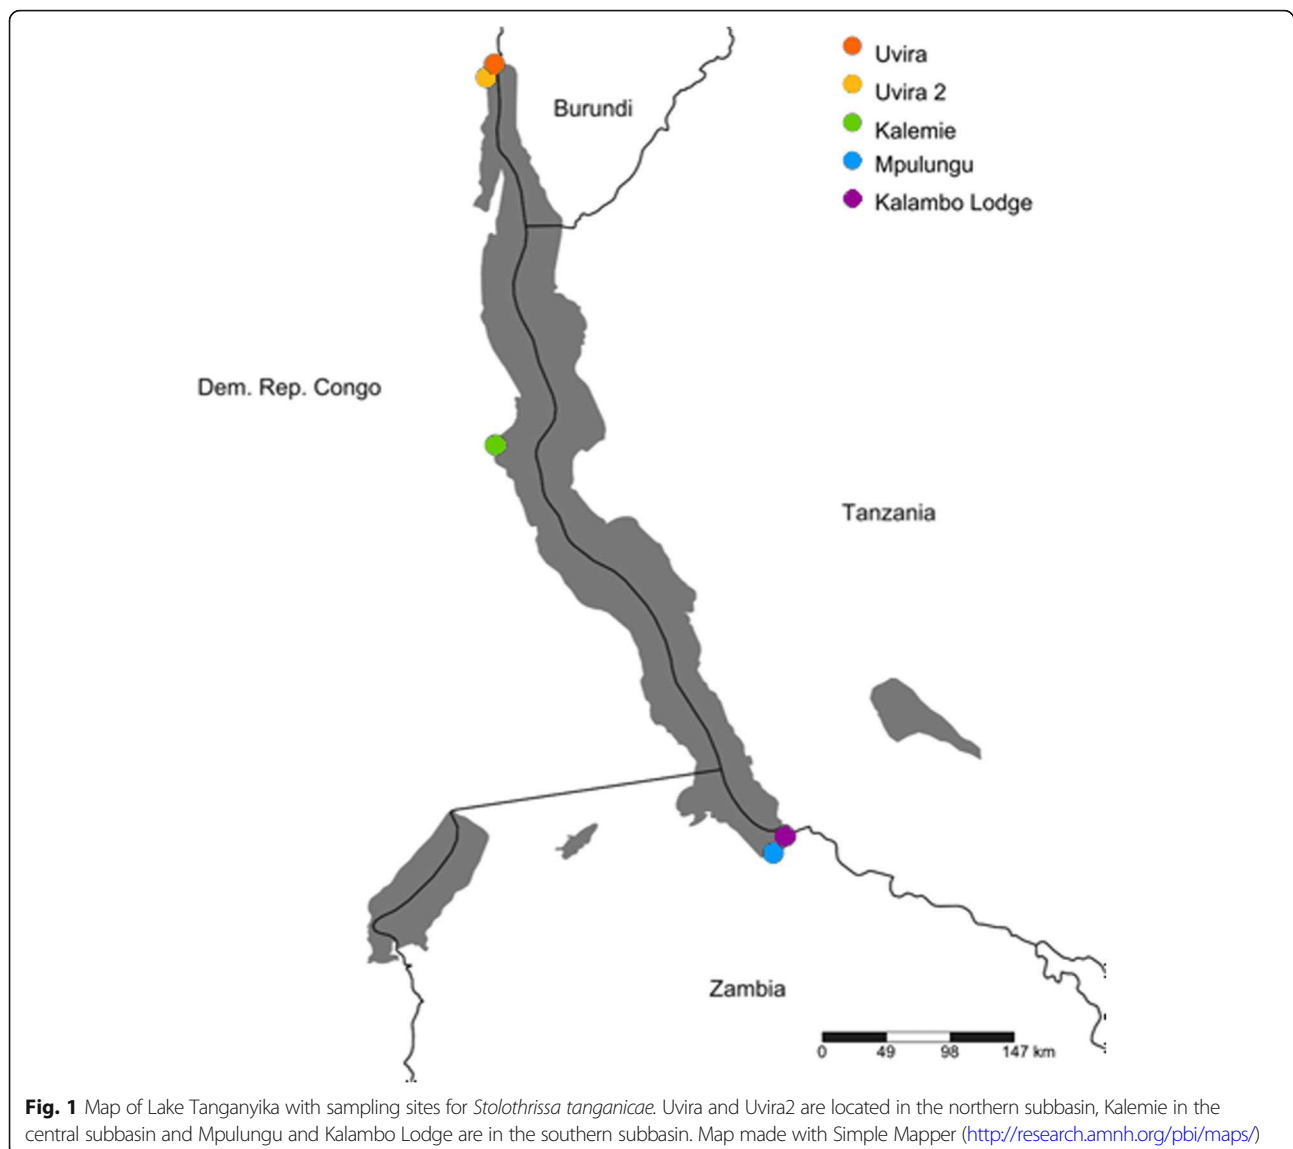 Uvira
Uvira 2
Burundi
Kalemie
Mpulungu
Kalambo Lodge
Dem. Rep. Congo
Tanzania
Zambia
0 49 98 147 km
Fig. 1 Map of Lake Tanganyika with sampling sites for Stolothrissa tanganicae. Uvira and Uvira2 are located in the northern subbasin, Kalemie in the
central subbasin and Mpulungu and Kalambo Lodge are in the southern subbasin. Map made with Simple Mapper (http://research.amnh.org/pbi/maps/)